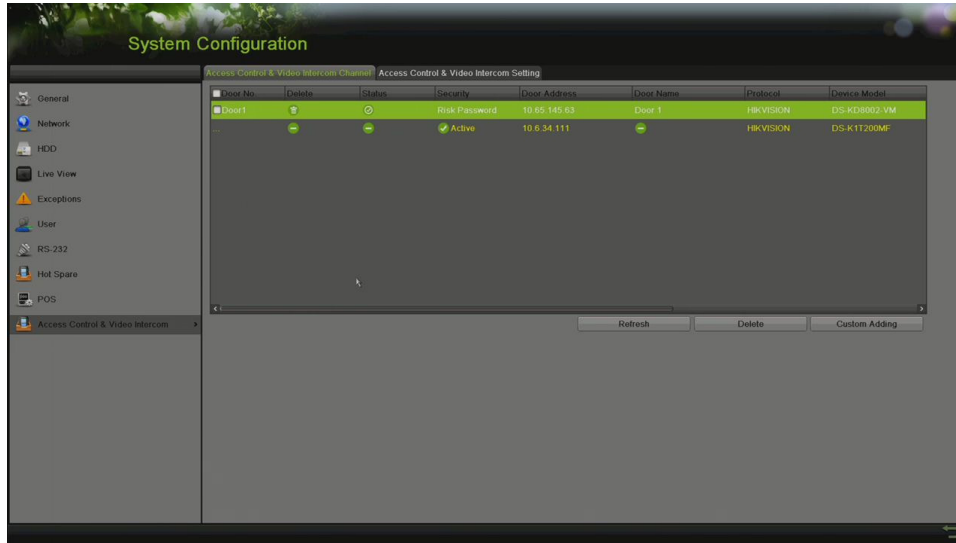 System Configuration
Access Control & Video Intercom Channel Access Control & Video Intercom Setting
General
Network
HDD
Live View
Exceptions
User
RS-232
Hot Spare
POS
Access Control & Video Intercom
Door No. Delete Status Security Door Address Door Name Protocol Device Model
Door1 Risk Password 10.65.145.63 Door 1 HIKVISION DS-KD8002-VM
... Active 10.6.34.111 HIKVISION DS-K1T200MF
Refresh Delete Custom Adding